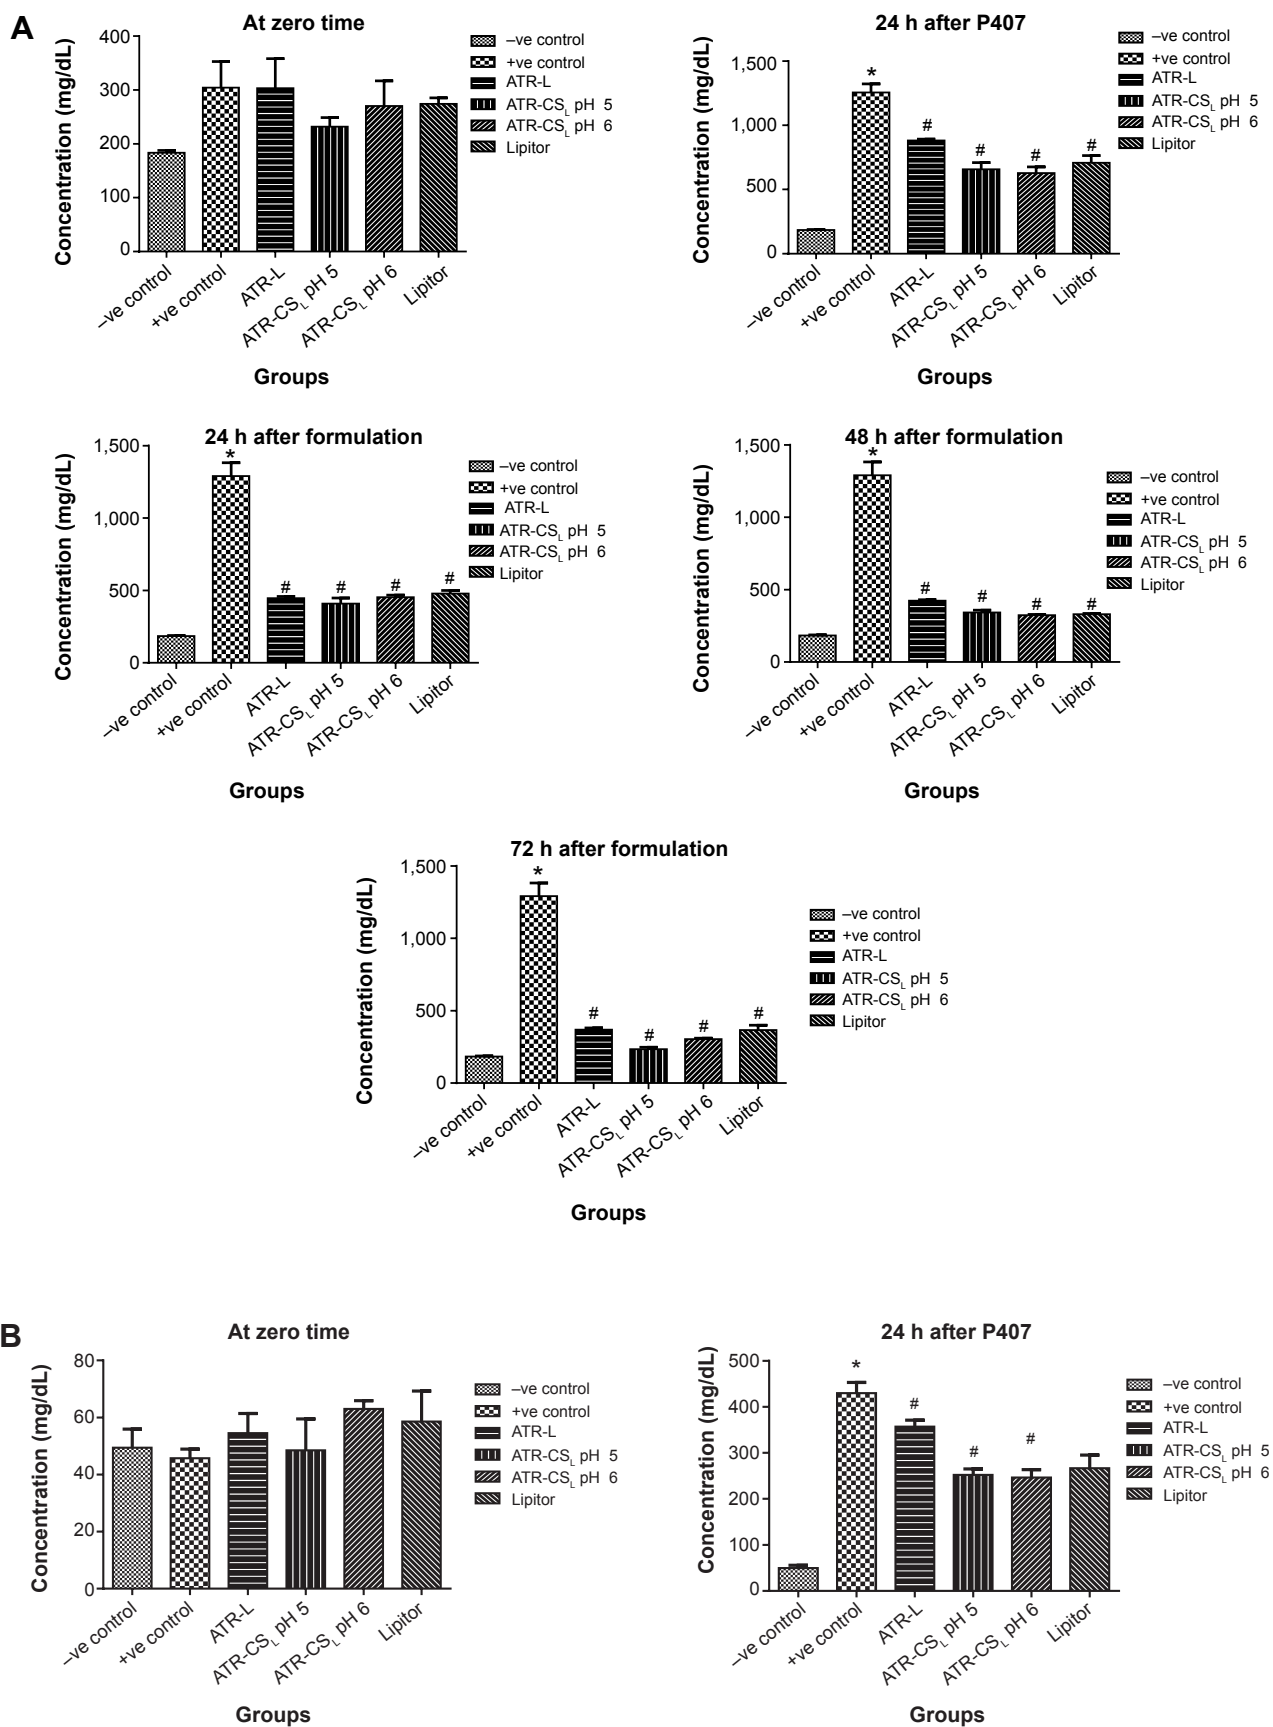 A
At zero time
Concentration (mg/dL)
400
300
200
100
0
–ve control
+ve control
ATR-L
ATR-CSL pH 5
ATR-CSL pH 6
Lipitor
–ve control
+ve control
ATR-L
ATR-CSL pH 5
ATR-CSL pH 6
Lipitor
Groups
24 h after P407
Concentration (mg/dL)
1,500
1,000
500
0
*
#
#
#
#
–ve control
+ve control
ATR-L
ATR-CSL pH 5
ATR-CSL pH 6
Lipitor
–ve control
+ve control
ATR-L
ATR-CSL pH 5
ATR-CSL pH 6
Lipitor
Groups
24 h after formulation
Concentration (mg/dL)
1,500
1,000
500
0
*
#
#
#
#
–ve control
+ve control
ATR-L
ATR-CSL pH 5
ATR-CSL pH 6
Lipitor
–ve control
+ve control
ATR-L
ATR-CSL pH 5
ATR-CSL pH 6
Lipitor
Groups
48 h after formulation
Concentration (mg/dL)
1,500
1,000
500
0
*
#
#
#
#
–ve control
+ve control
ATR-L
ATR-CSL pH 5
ATR-CSL pH 6
Lipitor
–ve control
+ve control
ATR-L
ATR-CSL pH 5
ATR-CSL pH 6
Lipitor
Groups
72 h after formulation
Concentration (mg/dL)
1,500
1,000
500
0
*
#
#
#
#
–ve control
+ve control
ATR-L
ATR-CSL pH 5
ATR-CSL pH 6
Lipitor
–ve control
+ve control
ATR-L
ATR-CSL pH 5
ATR-CSL pH 6
Lipitor
Groups
B
At zero time
Concentration (mg/dL)
80
60
40
20
0
–ve control
+ve control
ATR-L
ATR-CSL pH 5
ATR-CSL pH 6
Lipitor
–ve control
+ve control
ATR-L
ATR-CSL pH 5
ATR-CSL pH 6
Lipitor
Groups
24 h after P407
Concentration (mg/dL)
500
400
300
200
100
0
*
#
#
#
–ve control
+ve control
ATR-L
ATR-CSL pH 5
ATR-CSL pH 6
Lipitor
–ve control
+ve control
ATR-L
ATR-CSL pH 5
ATR-CSL pH 6
Lipitor
Groups